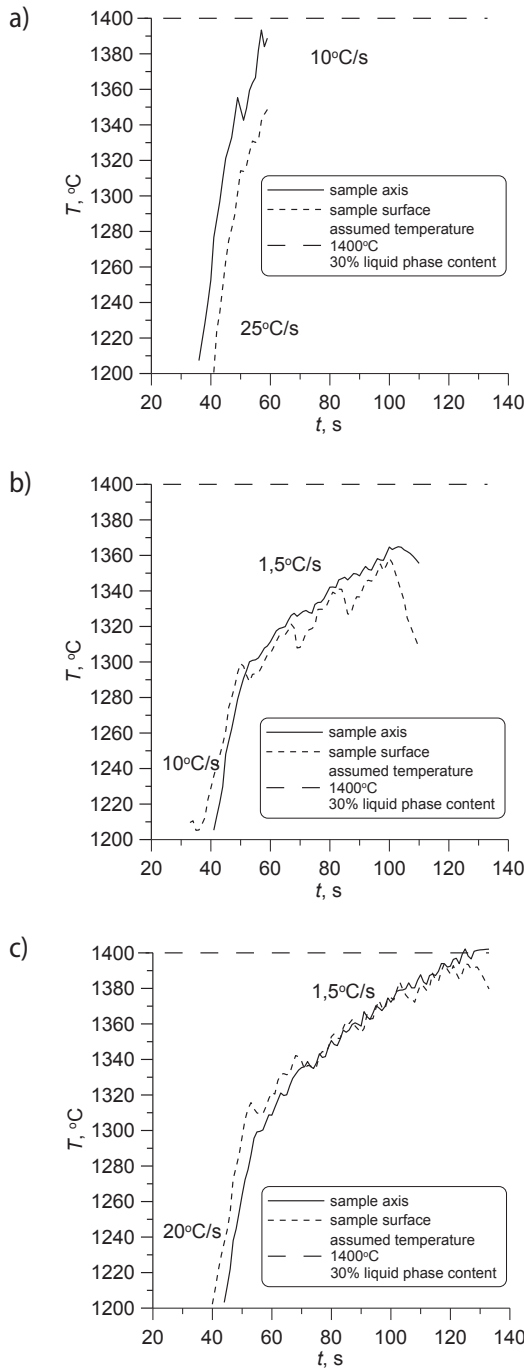 a)
1400
1380
1360
1340
1320
1300
1280
1260
1240
1220
1200
T, °C
10°C/s
25°C/s
sample axis
sample surface
assumed temperature
1400°C
30% liquid phase content
20 40 60 80 100 120 140
t, s
b)
1400
1380
1360
1340
1320
1300
1280
1260
1240
1220
1200
T, °C
1,5°C/s
10°C/s
sample axis
sample surface
assumed temperature
1400°C
30% liquid phase content
20 40 60 80 100 120 140
t, s
c)
1400
1380
1360
1340
1320
1300
1280
1260
1240
1220
1200
T, °C
1,5°C/s
20°C/s
sample axis
sample surface
assumed temperature
1400°C
30% liquid phase content
20 40 60 80 100 120 140
t, s